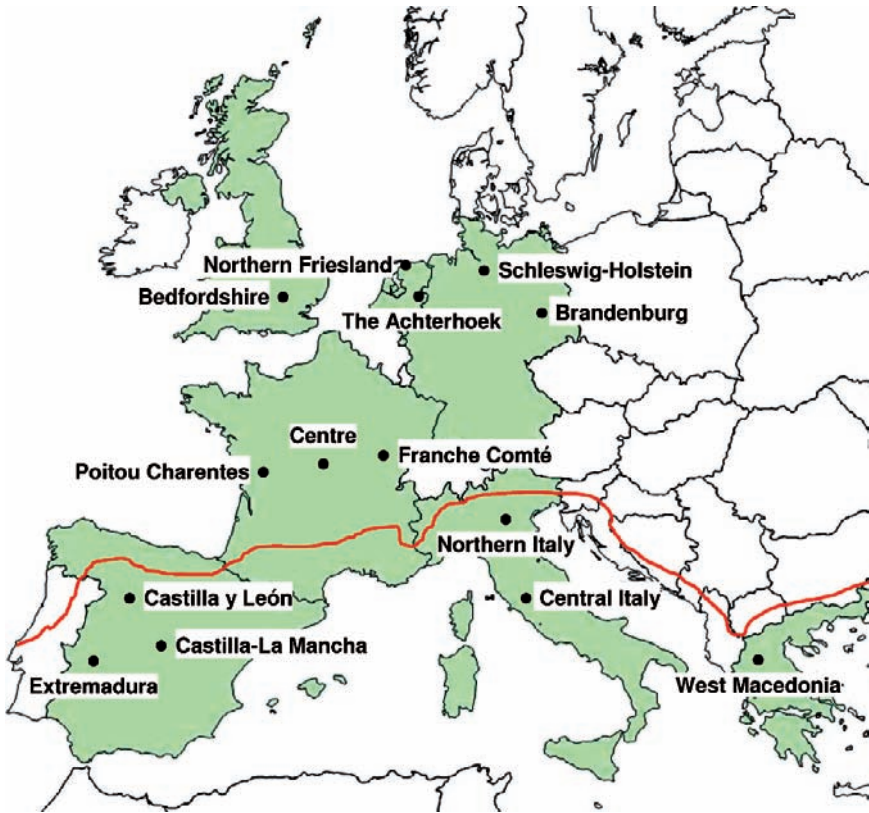 Northern Friesland
Schleswig-Holstein
Bedfordshire
The Achterhoek
Brandenburg
Centre
Franche Comté
Poitou Charentes
Northern Italy
Castilla y León
Central Italy
Castilla-La Mancha
Extremadura
West Macedonia